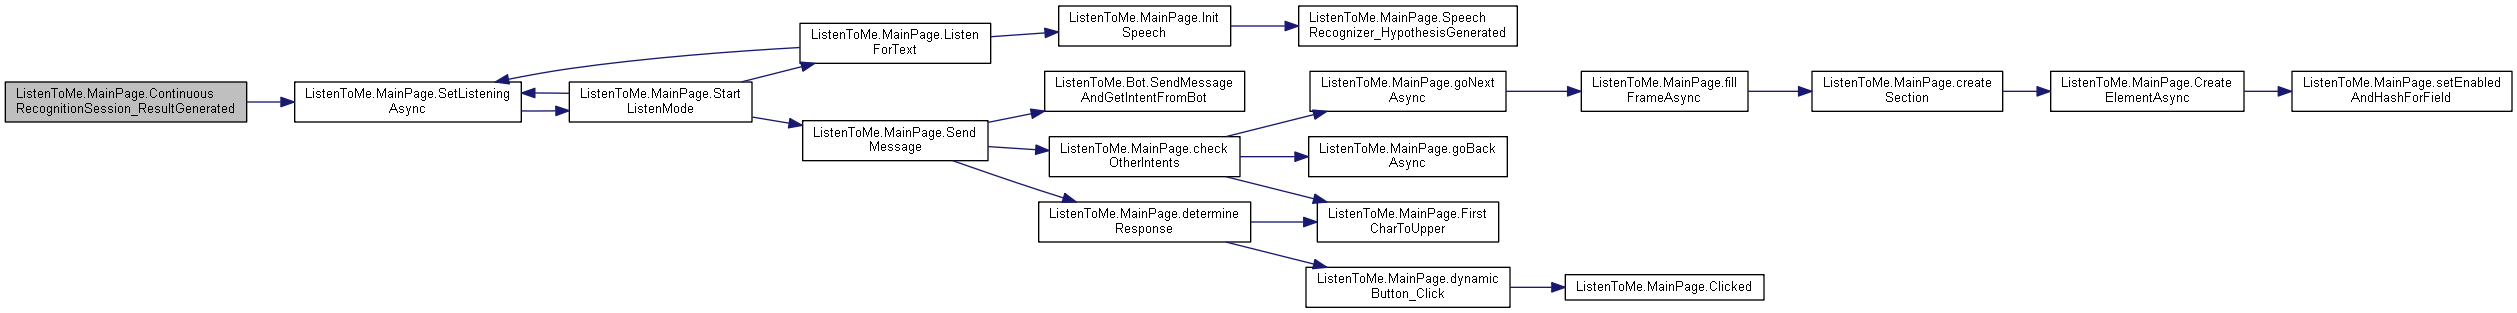 ListenToMe.MainPage.Continuous
RecognitionSession_ResultGenerated
ListenToMe.MainPage.SetListening
Async
ListenToMe.MainPage.Start
ListenMode
ListenToMe.MainPage.Listen
ForText
ListenToMe.MainPage.Init
Speech
ListenToMe.MainPage.Speech
Recognizer_HypothesisGenerated
ListenToMe.MainPage.Send
Message
ListenToMe.Bot.SendMessage
AndGetIntentFromBot
ListenToMe.MainPage.check
OtherIntents
ListenToMe.MainPage.goNext
Async
ListenToMe.MainPage.fill
FrameAsync
ListenToMe.MainPage.create
Section
ListenToMe.MainPage.Create
ElementAsync
ListenToMe.MainPage.setEnabled
AndHashForField
ListenToMe.MainPage.goBack
Async
ListenToMe.MainPage.determine
Response
ListenToMe.MainPage.First
CharToUpper
ListenToMe.MainPage.dynamic
Button_Click
ListenToMe.MainPage.Clicked